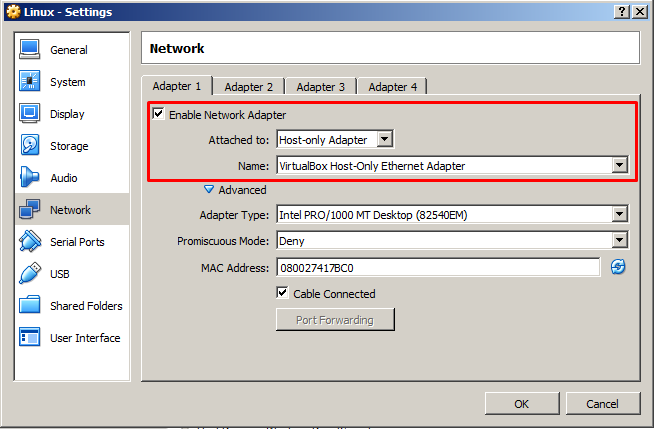 Linux - Settings
General
System
Display
Storage
Audio
Network
Serial Ports
USB
Shared Folders
User Interface
Network
Adapter 1 Adapter 2 Adapter 3 Adapter 4
Enable Network Adapter
Attached to: Host-only Adapter
Name: VirtualBox Host-Only Ethernet Adapter
Advanced
Adapter Type: Intel PRO/1000 MT Desktop (82540EM)
Promiscuous Mode: Deny
MAC Address: 080027417BC0
Cable Connected
Port Forwarding
OK Cancel